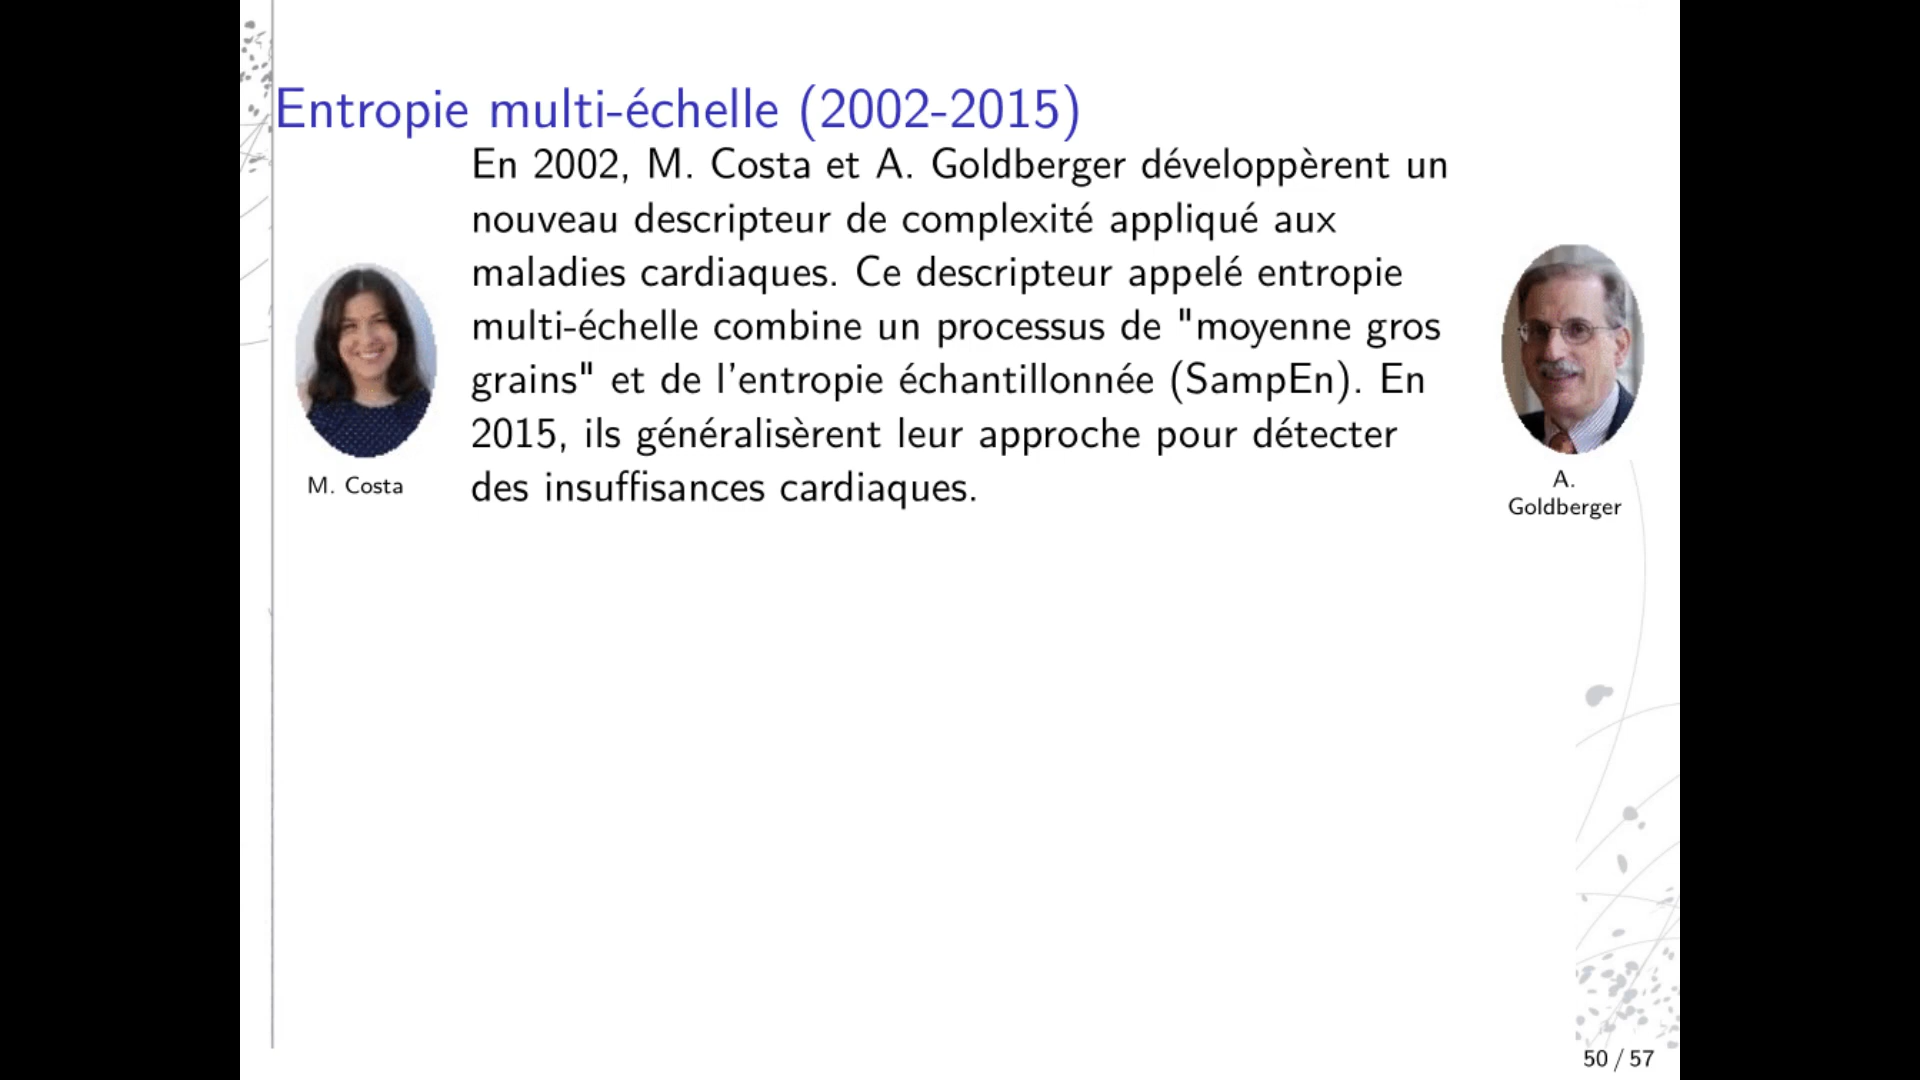 Entropie multi-échelle (2002-2015)
En 2002, M. Costa et A. Goldberger développèrent un
nouveau descripteur de complexité appliqué aux
maladies cardiaques. Ce descripteur appelé entropie
multi-échelle combine un processus de "moyenne gros
grains" et de l'entropie échantillonnée (SampEn). En
2015, ils généralisèrent leur approche pour détecter
des insuffisances cardiaques.
M. Costa
A.
Goldberger
50 / 57